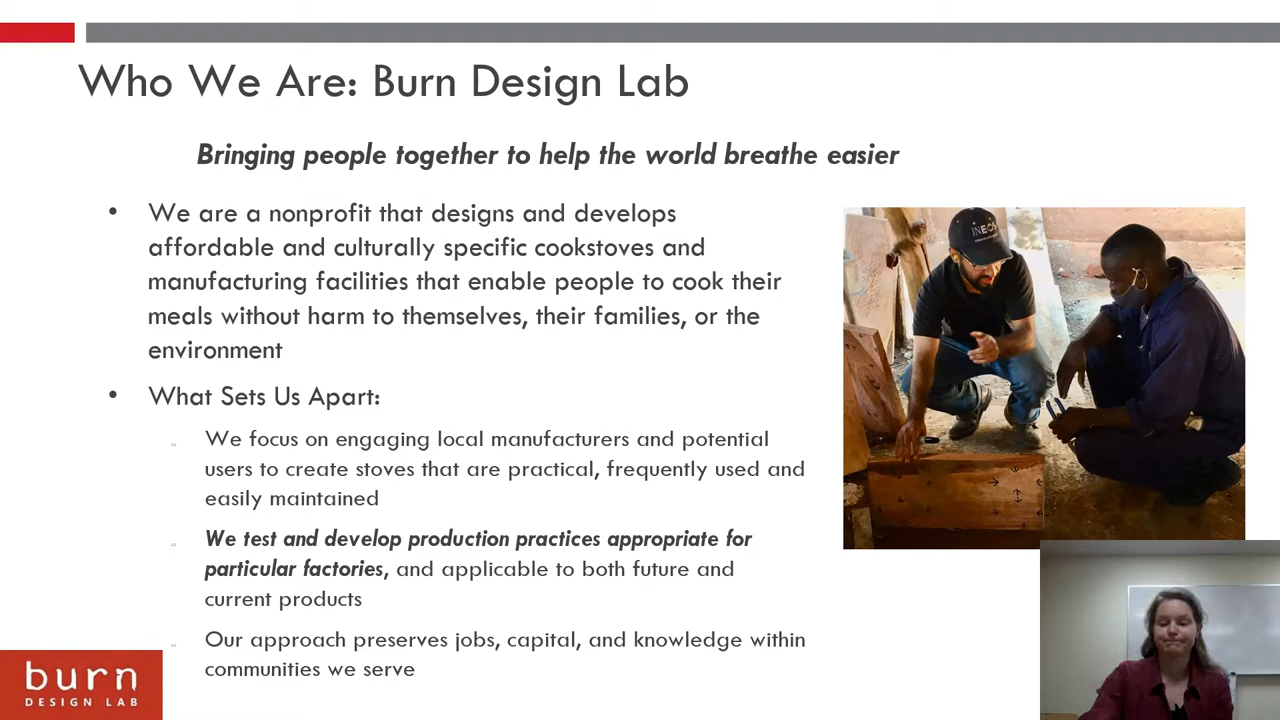 Who We Are: Burn Design Lab
Bringing people together to help the world breathe easier
• We are a nonprofit that designs and develops
affordable and culturally specific cookstoves and
manufacturing facilities that enable people to cook their
meals without harm to themselves, their families, or the
environment
• What Sets Us Apart:
We focus on engaging local manufacturers and potential
users to create stoves that are practical, frequently used and
easily maintained
We test and develop production practices appropriate for
particular factories, and applicable to both future and
current products
Our approach preserves jobs, capital, and knowledge within
communities we serve
burn
DESIGN LAB